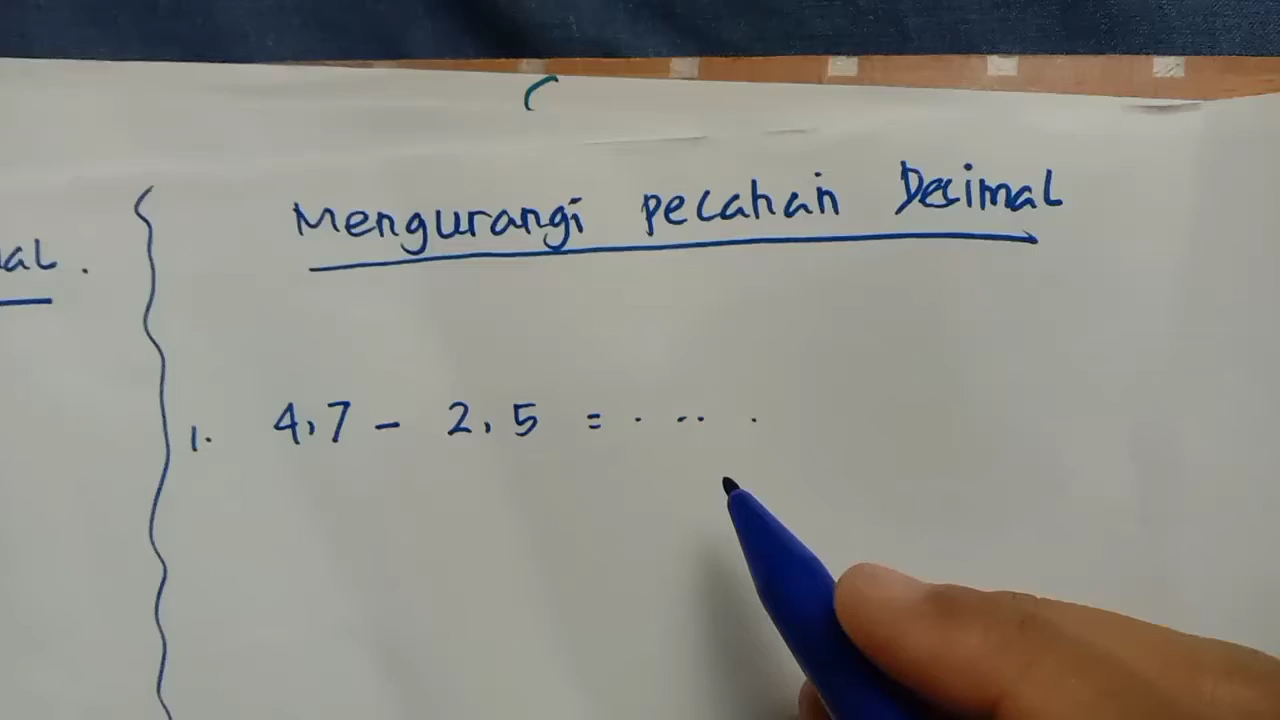 Mengurangi pecahan Desimal
al.
1. 4,7 - 2,5 = . .. .